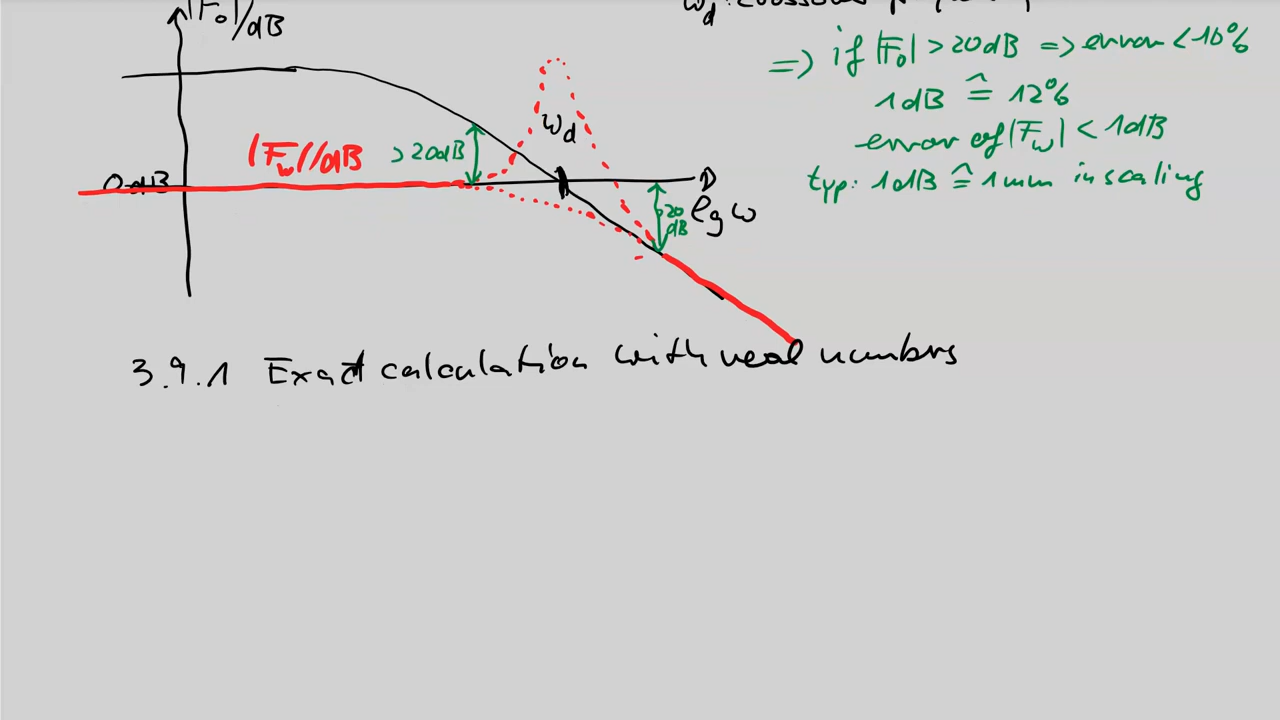 |F₀|/dB
ω_d:
=> if |F₀| > 20dB => error < 10%
1dB ≙ 12%
error of |F_w| < 1dB
typ: 1dB ≙ 1mm in scaling
ω_d
|F_w|/dB
>20dB
0dB
lg ω
20
dB
3.9.1 Exact calculation with real numbers